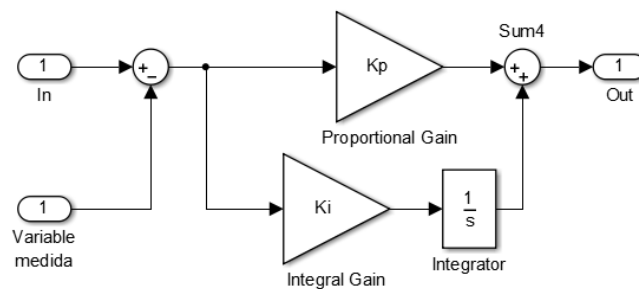 Sum4
1
In
+
−
Kp
Proportional Gain
+
+
1
Out
1
Variable
medida
Ki
Integral Gain
1
s
Integrator